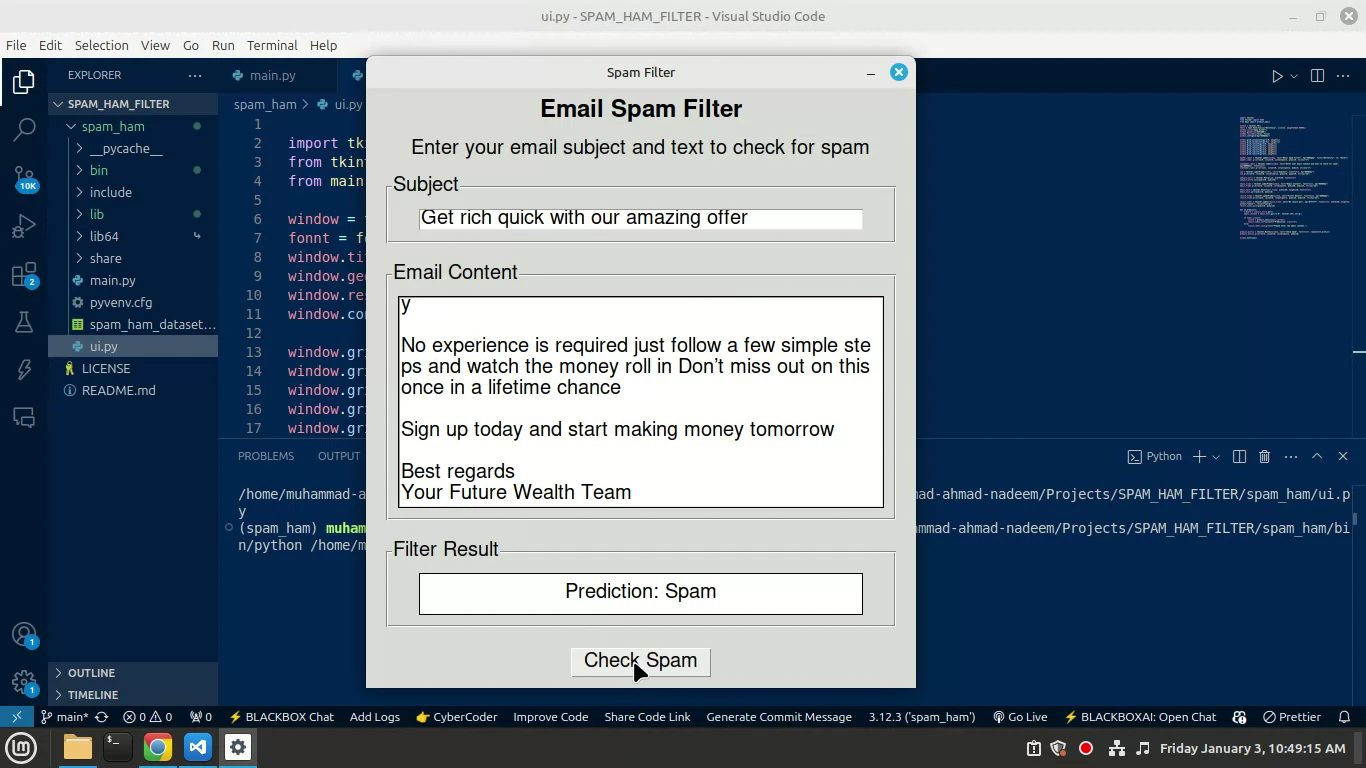 ui.py - SPAM_HAM_FILTER - Visual Studio Code
File Edit Selection View Go Run Terminal Help
EXPLORER
main.py
SPAM_HAM_FILTER
spam_ham
__pycache__
bin
include
lib
lib64
share
main.py
pyvenv.cfg
spam_ham_dataset...
ui.py
LICENSE
README.md
OUTLINE
TIMELINE
10K
2
1
1
spam_ham > ui.py
1
2 import tk
3 from tkin
4 from main
5
6 window =
7 fonnt = f
8 window.ti
9 window.ge
10 window.re
11 window.co
12
13 window.gr
14 window.gr
15 window.gr
16 window.gr
17 window.gr
Spam Filter
Email Spam Filter
Enter your email subject and text to check for spam
Subject
Get rich quick with our amazing offer
Email Content
y
No experience is required just follow a few simple ste
ps and watch the money roll in Don’t miss out on this
once in a lifetime chance
Sign up today and start making money tomorrow
Best regards
Your Future Wealth Team
Filter Result
Prediction: Spam
Check Spam
PROBLEMS OUTPUT
Python
/home/muhammad-a ad-ahmad-nadeem/Projects/SPAM_HAM_FILTER/spam_ham/ui.p
y
(spam_ham) muham mmad-ahmad-nadeem/Projects/SPAM_HAM_FILTER/spam_ham/bi
n/python /home/m
main* 0 0 0 BLACKBOX Chat Add Logs CyberCoder Improve Code Share Code Link Generate Commit Message 3.12.3 ('spam_ham') Go Live BLACKBOXAI: Open Chat Prettier
Friday January 3, 10:49:15 AM